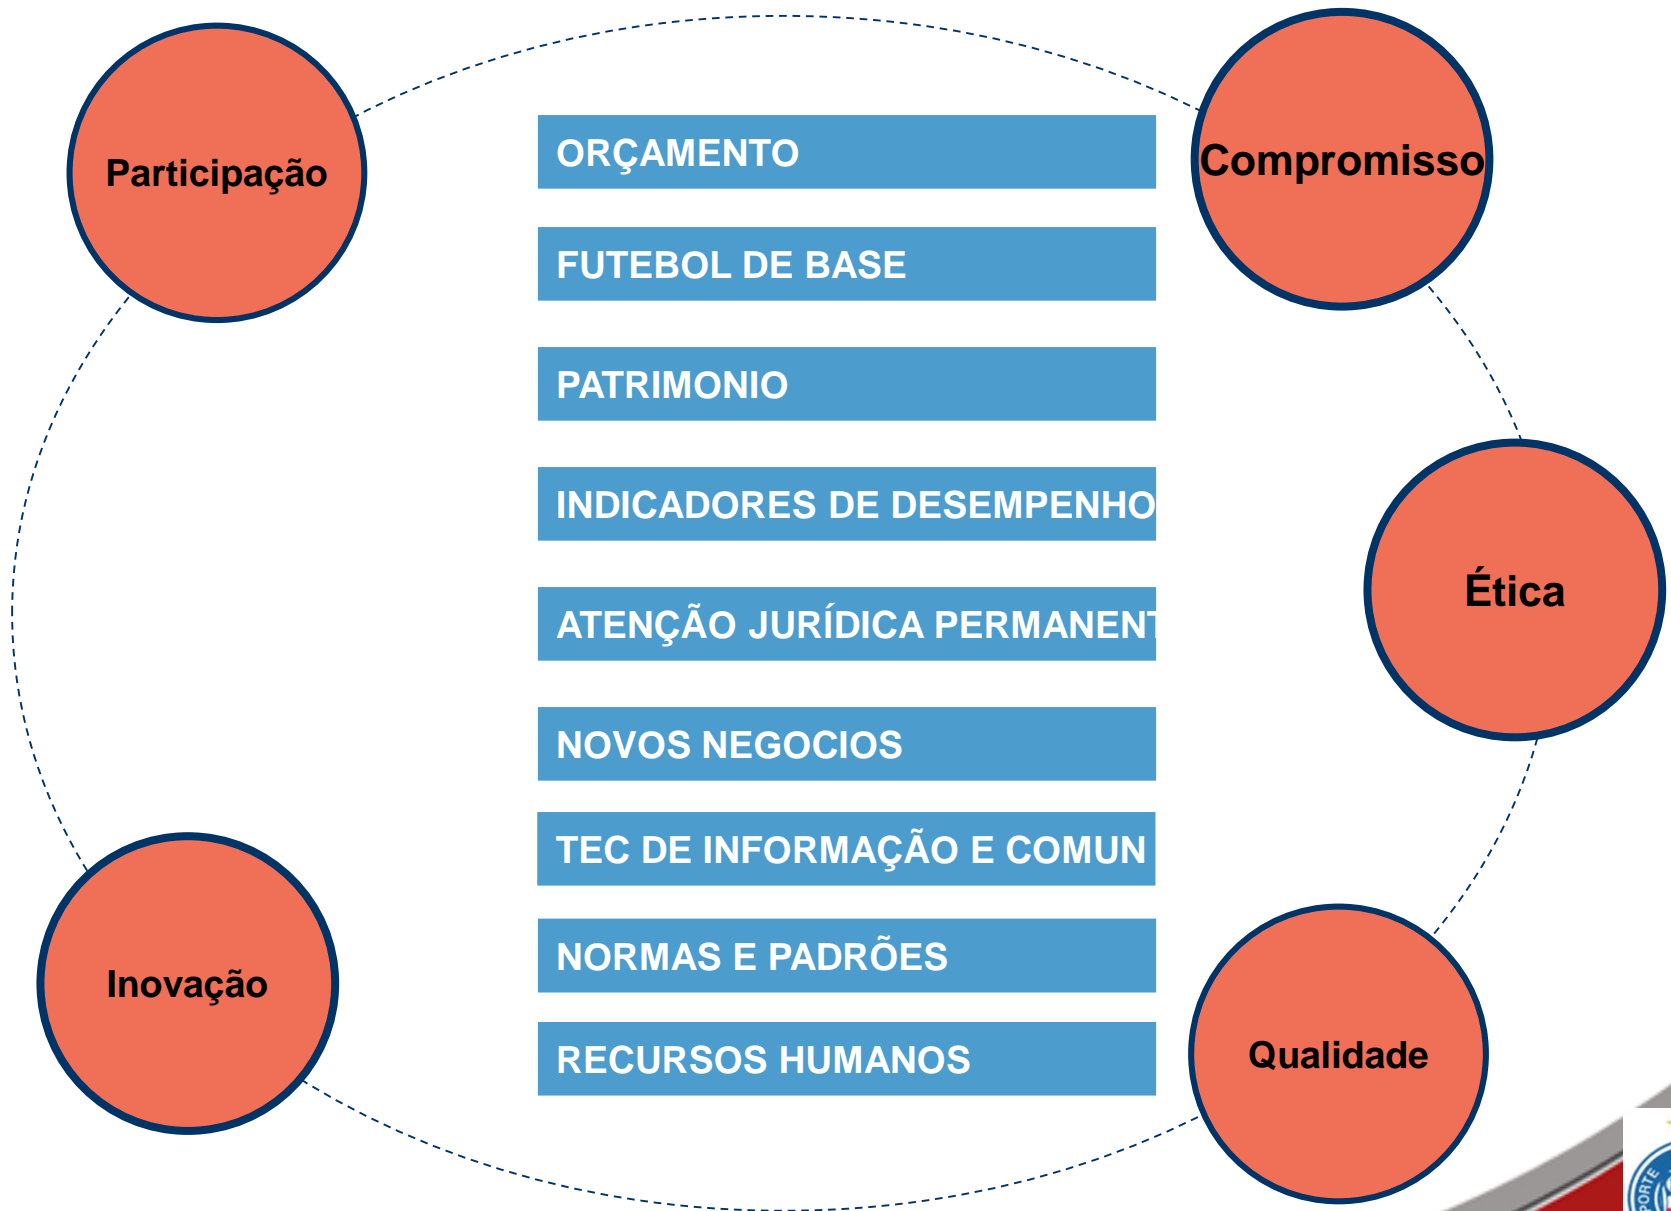 Participação
Compromisso
ORÇAMENTO
FUTEBOL DE BASE
PATRIMONIO
INDICADORES DE DESEMPENHO
Ética
ATENÇÃO JURÍDICA PERMANENT
NOVOS NEGOCIOS
TEC DE INFORMAÇÃO E COMUN
NORMAS E PADRÕES
Inovação
RECURSOS HUMANOS
Qualidade
PORTE